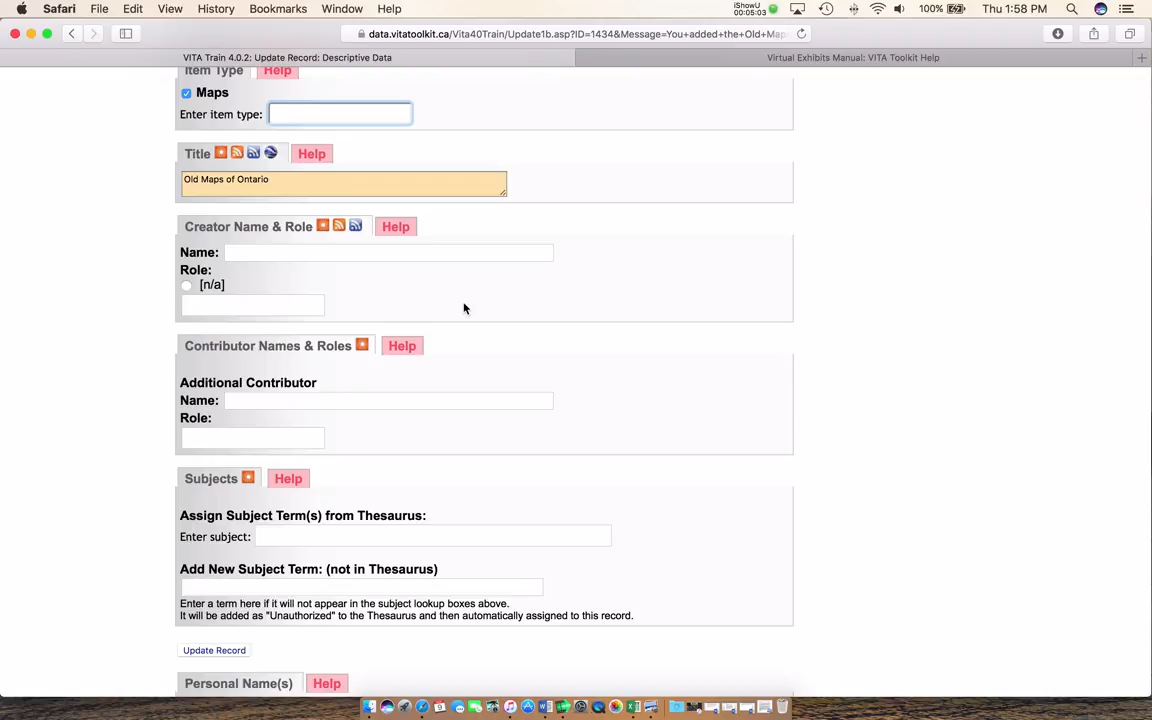 Safari File Edit View History Bookmarks Window Help iShowU 00:05:03 100% Thu 1:58 PM
data.vitatoolkit.ca/Vita40Train/Update1b.asp?ID=1434&Message=You+added+the+Old+Map
VITA Train 4.0.2: Update Record: Descriptive Data Virtual Exhibits Manual: VITA Toolkit Help
Item Type Help
Maps
Enter item type:
Title Help
Old Maps of Ontario
Creator Name & Role Help
Name:
Role:
[n/a]
Contributor Names & Roles Help
Additional Contributor
Name:
Role:
Subjects Help
Assign Subject Term(s) from Thesaurus:
Enter subject:
Add New Subject Term: (not in Thesaurus)
Enter a term here if it will not appear in the subject lookup boxes above.
It will be added as "Unauthorized" to the Thesaurus and then automatically assigned to this record.
Update Record
Personal Name(s) Help